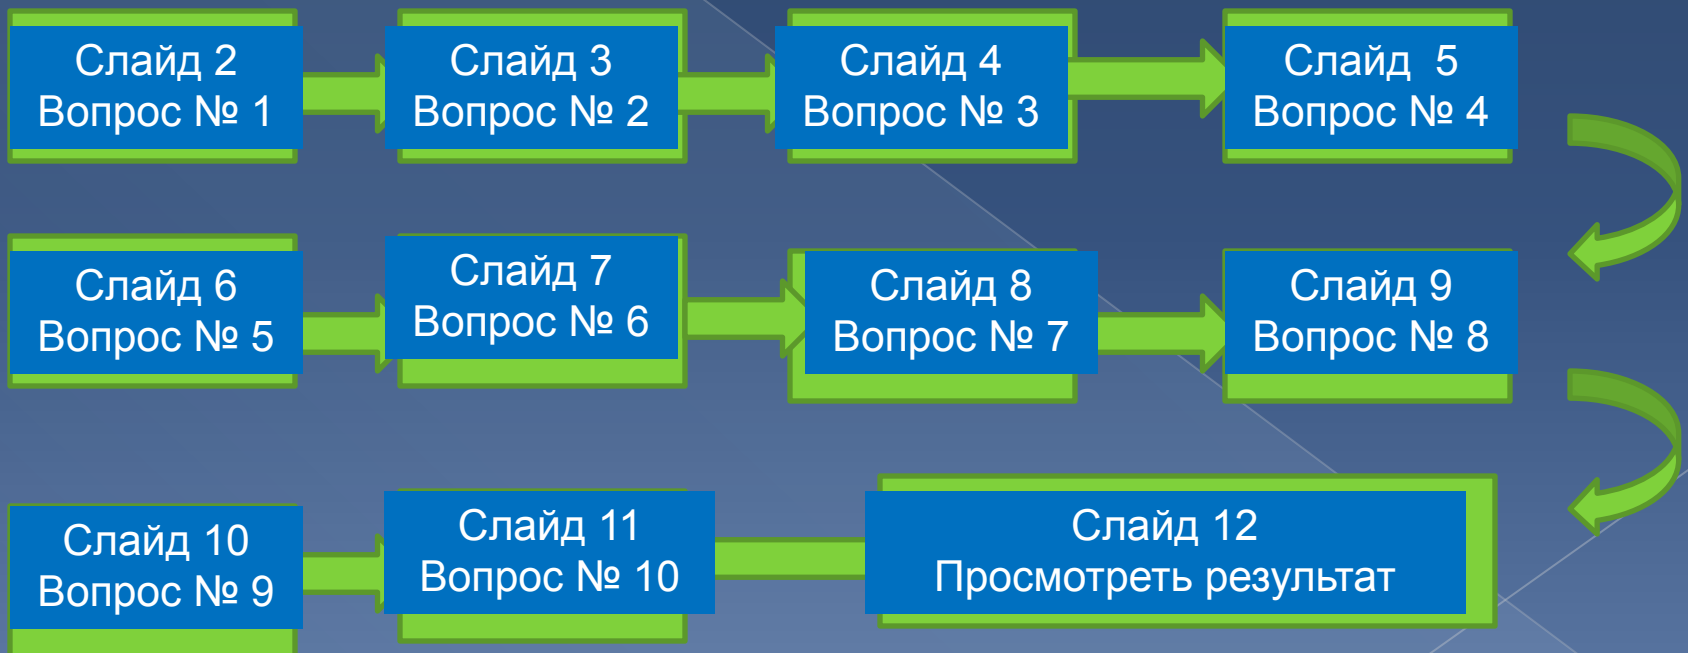 Слайд 2
Вопрос № 1
Слайд 3
Вопрос № 2
Слайд 4
Вопрос № 3
Слайд 5
Вопрос № 4
Слайд 6
Вопрос № 5
Слайд 7
Вопрос № 6
Слайд 8
Вопрос № 7
Слайд 9
Вопрос № 8
Слайд 10
Вопрос № 9
Слайд 11
Вопрос № 10
Слайд 12
Просмотреть результат